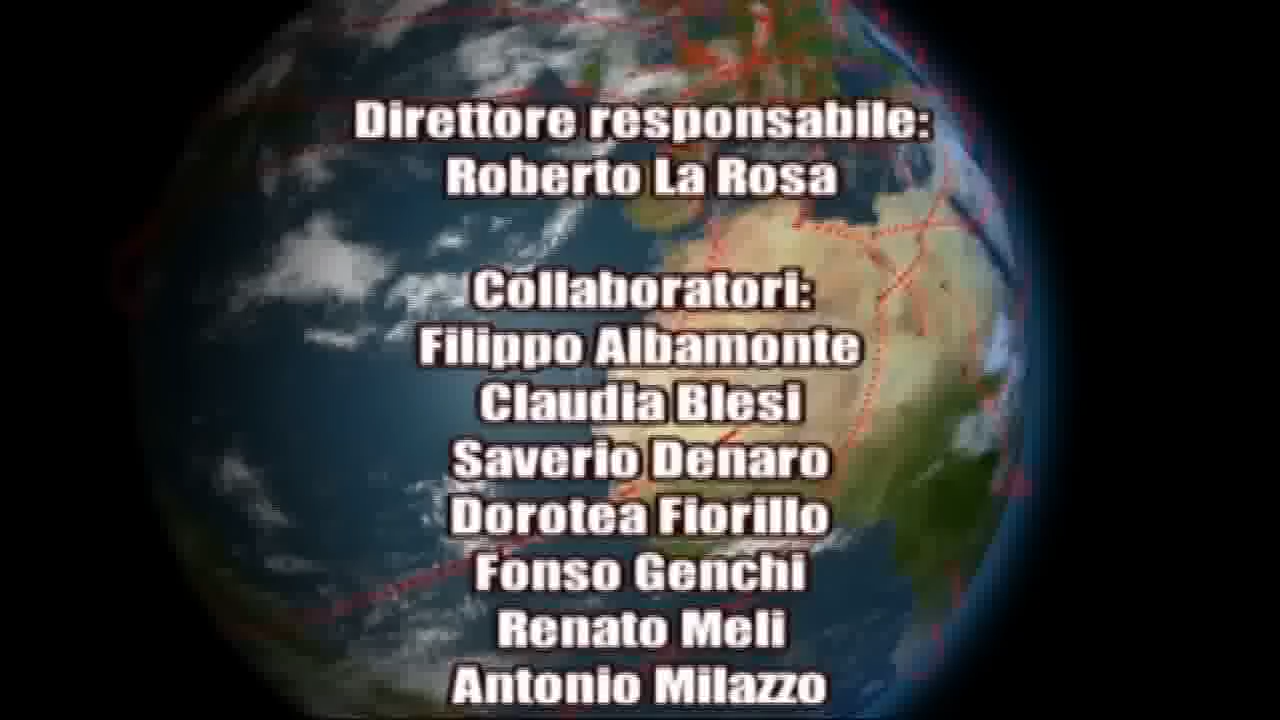 Direttore responsabile:
Roberto La Rosa
Collaboratori:
Filippo Albamonte
Claudia Blesi
Saverio Denaro
Dorotea Fiorillo
Fonso Genchi
Renato Meli
Antonio Milazzo